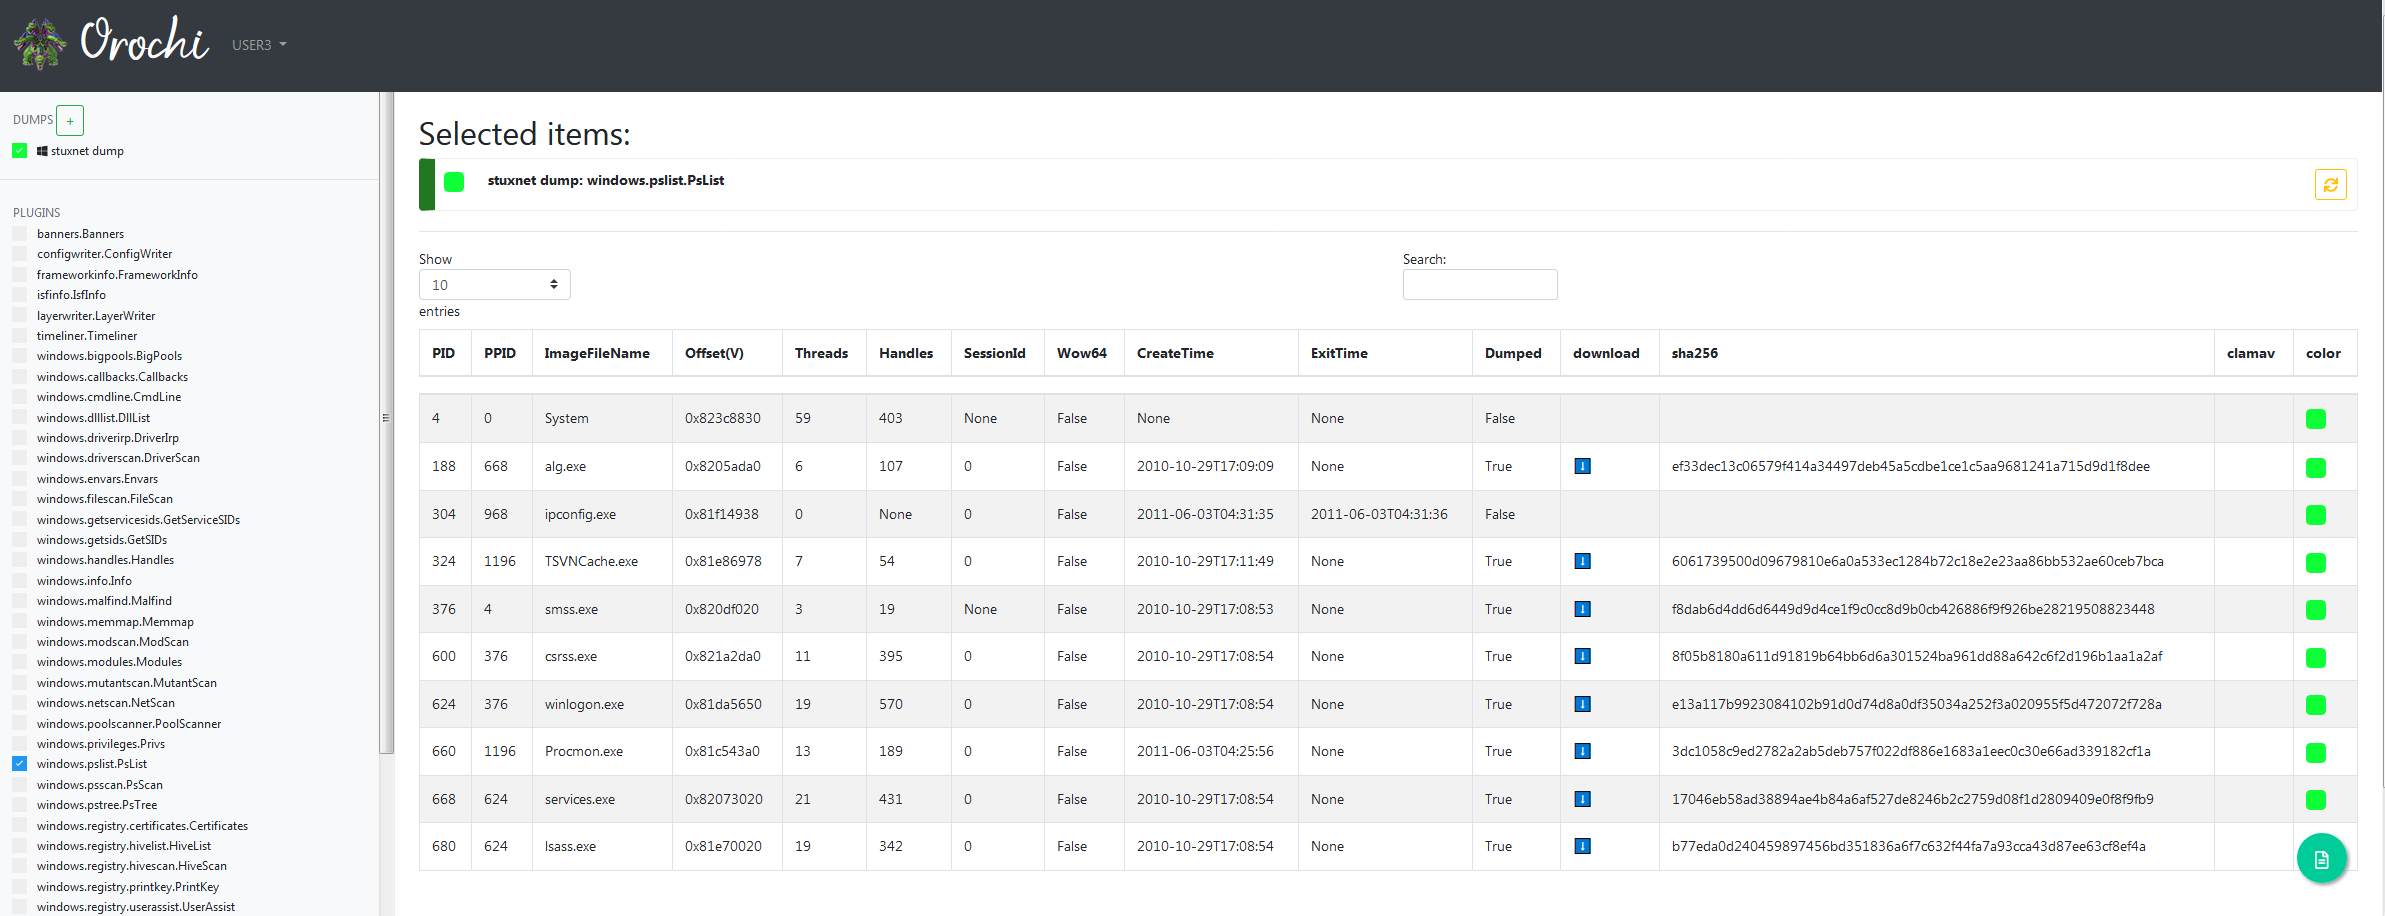 Orochi
USER3
DUMPS +
stuxnet dump
PLUGINS
banners.Banners
configwriter.ConfigWriter
frameworkinfo.FrameworkInfo
isfinfo.IsfInfo
layerwriter.LayerWriter
timeliner.Timeliner
windows.bigpools.BigPools
windows.callbacks.Callbacks
windows.cmdline.CmdLine
windows.dlllist.DllList
windows.driverirp.DriverIrp
windows.driverscan.DriverScan
windows.envars.Envars
windows.filescan.FileScan
windows.getservicesids.GetServiceSIDs
windows.getsids.GetSIDs
windows.handles.Handles
windows.info.Info
windows.malfind.Malfind
windows.memmap.Memmap
windows.modscan.ModScan
windows.modules.Modules
windows.mutantscan.MutantScan
windows.netscan.NetScan
windows.poolscanner.PoolScanner
windows.privileges.Privs
windows.pslist.PsList
windows.psscan.PsScan
windows.pstree.PsTree
windows.registry.certificates.Certificates
windows.registry.hivelist.HiveList
windows.registry.hivescan.HiveScan
windows.registry.printkey.PrintKey
windows.registry.userassist.UserAssist
Selected items:
stuxnet dump: windows.pslist.PsList
Show
10
entries
Search:
PID PPID ImageFileName Offset(V) Threads Handles SessionId Wow64 CreateTime ExitTime Dumped download sha256 clamav color
4 0 System 0x823c8830 59 403 None False None None False
188 668 alg.exe 0x8205ada0 6 107 0 False 2010-10-29T17:09:09 None True ef33dec13c06579f414a34497deb45a5cdbe1ce1c5aa9681241a715d9d1f8dee
304 968 ipconfig.exe 0x81f14938 0 None 0 False 2011-06-03T04:31:35 2011-06-03T04:31:36 False
324 1196 TSVNCache.exe 0x81e86978 7 54 0 False 2010-10-29T17:11:49 None True 6061739500d09679810e6a0a533ec1284b72c18e2e23aa86bb532ae60ceb7bca
376 4 smss.exe 0x820df020 3 19 None False 2010-10-29T17:08:53 None True f8dab6d4dd6d6449d9d4ce1f9c0cc8d9b0cb426886f9f926be28219508823448
600 376 csrss.exe 0x821a2da0 11 395 0 False 2010-10-29T17:08:54 None True 8f05b8180a611d91819b64bb6d6a301524ba961dd88a642c6f2d196b1aa1a2af
624 376 winlogon.exe 0x81da5650 19 570 0 False 2010-10-29T17:08:54 None True e13a117b9923084102b91d0d74d8a0df35034a252f3a020955f5d472072f728a
660 1196 Procmon.exe 0x81c543a0 13 189 0 False 2011-06-03T04:25:56 None True 3dc1058c9ed2782a2ab5deb757f022df886e1683a1eec0c30e66ad339182cf1a
668 624 services.exe 0x82073020 21 431 0 False 2010-10-29T17:08:54 None True 17046eb58ad38894ae4b84a6af527de8246b2c2759d08f1d2809409e0f8f9fb9
680 624 lsass.exe 0x81e70020 19 342 0 False 2010-10-29T17:08:54 None True b77eda0d240459897456bd351836a6f7c632f44fa7a93cca43d87ee63cf8ef4a